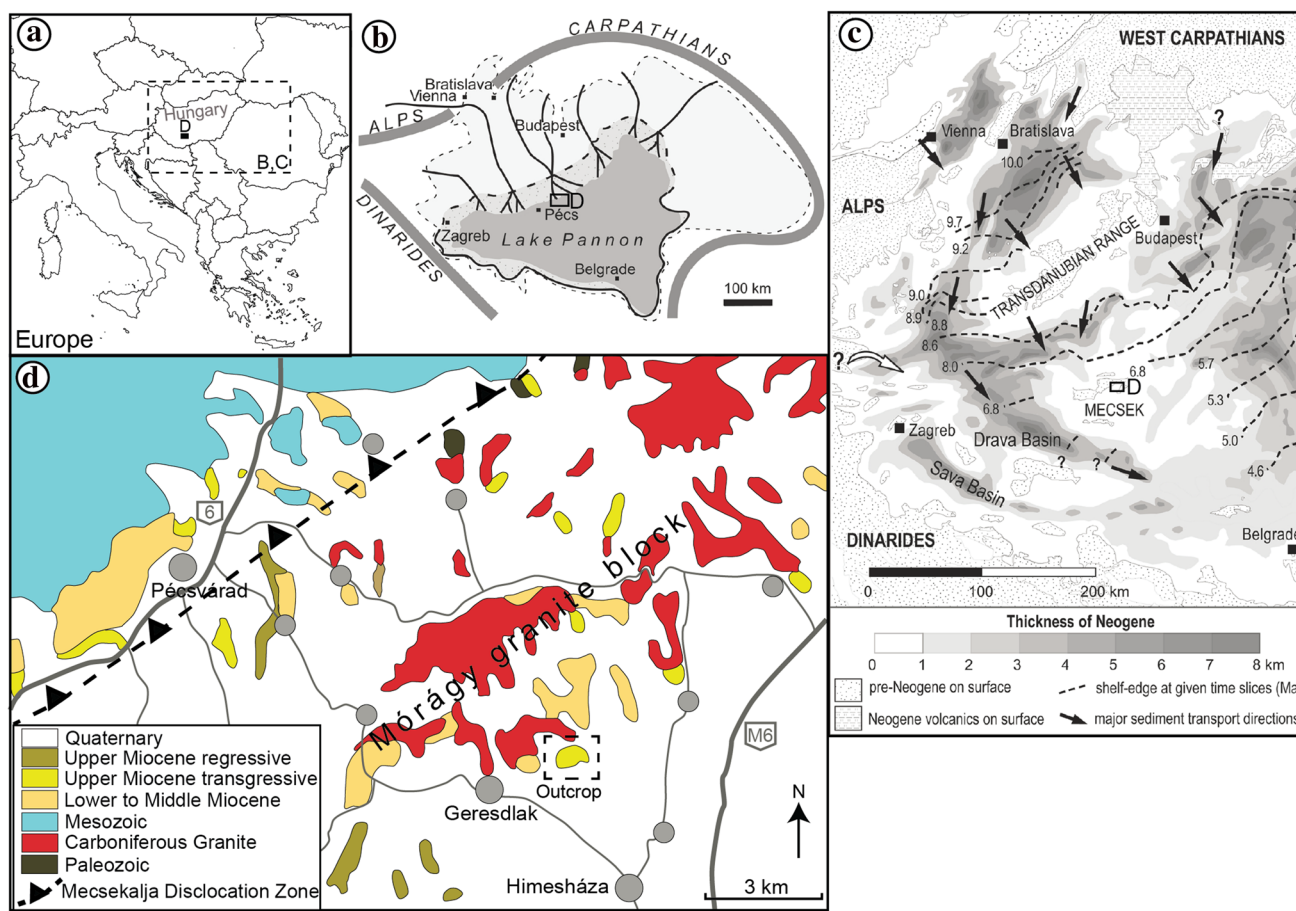 a
Hungary
D
B,C
Europe
b
CARPATHIANS
Bratislava
Vienna
ALPS
Budapest
D
Pécs
Zagreb
Lake Pannon
DINARIDES
Belgrade
100 km
c
WEST CARPATHIANS
?
Vienna
Bratislava
10.0
ALPS
9.7
9.2
Budapest
TRANSDANUBIAN RANGE
9.0
8.9
8.8
8.6
?
8.0
6.8
5.7
D
MECSEK
5.3
6.8
Zagreb
Drava Basin
5.0
? ?
4.6
Sava Basin
Belgrade
DINARIDES
0 100 200 km
Thickness of Neogene
0 1 2 3 4 5 6 7 8 km
pre-Neogene on surface
shelf-edge at given time slices (Ma
Neogene volcanics on surface
major sediment transport directions
d
6
Pécsvárad
Mórágy granite block
M6
Outcrop
Geresdlak
N
Himesháza
3 km
Quaternary
Upper Miocene regressive
Upper Miocene transgressive
Lower to Middle Miocene
Mesozoic
Carboniferous Granite
Paleozoic
Mecsekalja Disclocation Zone